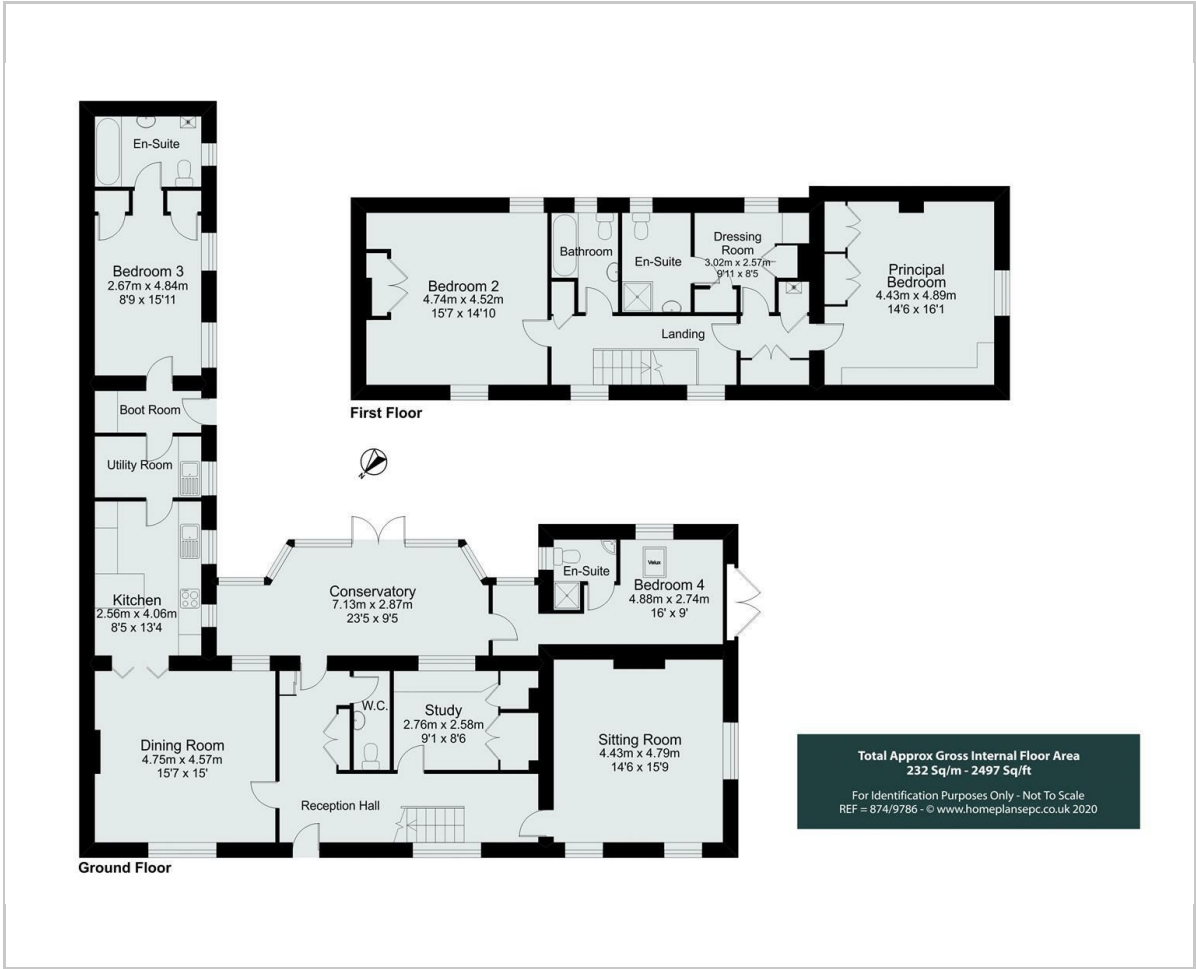 En-Suite
Bedroom 3
2.67m x 4.84m
8'9 x 15'11
Boot Room
Utility Room
Kitchen
2.56m x 4.06m
8'5 x 13'4
Conservatory
7.13m x 2.87m
23'5 x 9'5
En-Suite
Velux
Bedroom 4
4.88m x 2.74m
16' x 9'
Dining Room
4.75m x 4.57m
15'7 x 15'
W.C.
Study
2.76m x 2.58m
9'1 x 8'6
Sitting Room
4.43m x 4.79m
14'6 x 15'9
Reception Hall
Ground Floor
Bedroom 2
4.74m x 4.52m
15'7 x 14'10
Bathroom
En-Suite
Dressing
Room
3.02m x 2.57m
9'11 x 8'5
Principal
Bedroom
4.43m x 4.89m
14'6 x 16'1
Landing
First Floor
N
Total Approx Gross Internal Floor Area
232 Sq/m - 2497 Sq/ft
For Identification Purposes Only - Not To Scale
REF = 874/9786 - © www.homeplansepc.co.uk 2020